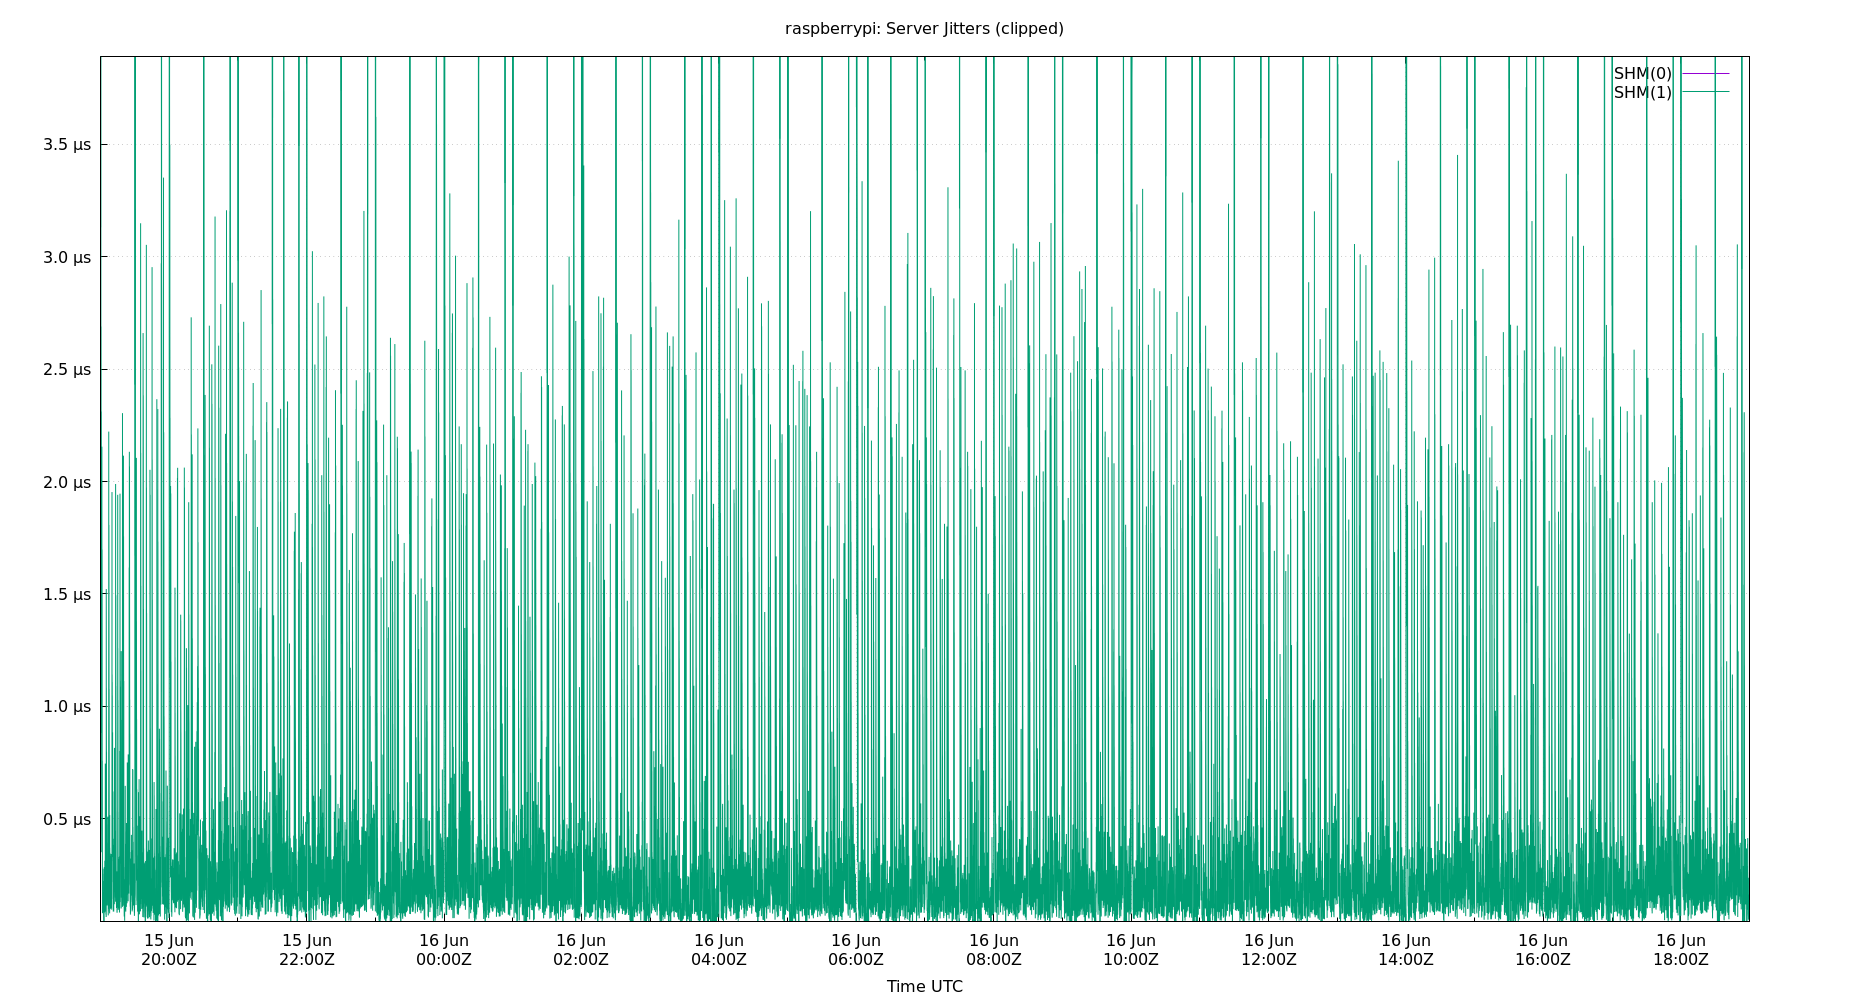 raspberrypi: Server Jitters (clipped)
SHM(0)
SHM(1)
3.5 µs
3.0 µs
2.5 µs
2.0 µs
1.5 µs
1.0 µs
0.5 µs
15 Jun 15 Jun 16 Jun 16 Jun 16 Jun 16 Jun 16 Jun 16 Jun 16 Jun 16 Jun 16 Jun 16 Jun
20:00Z 22:00Z 00:00Z 02:00Z 04:00Z 06:00Z 08:00Z 10:00Z 12:00Z 14:00Z 16:00Z 18:00Z
Time UTC